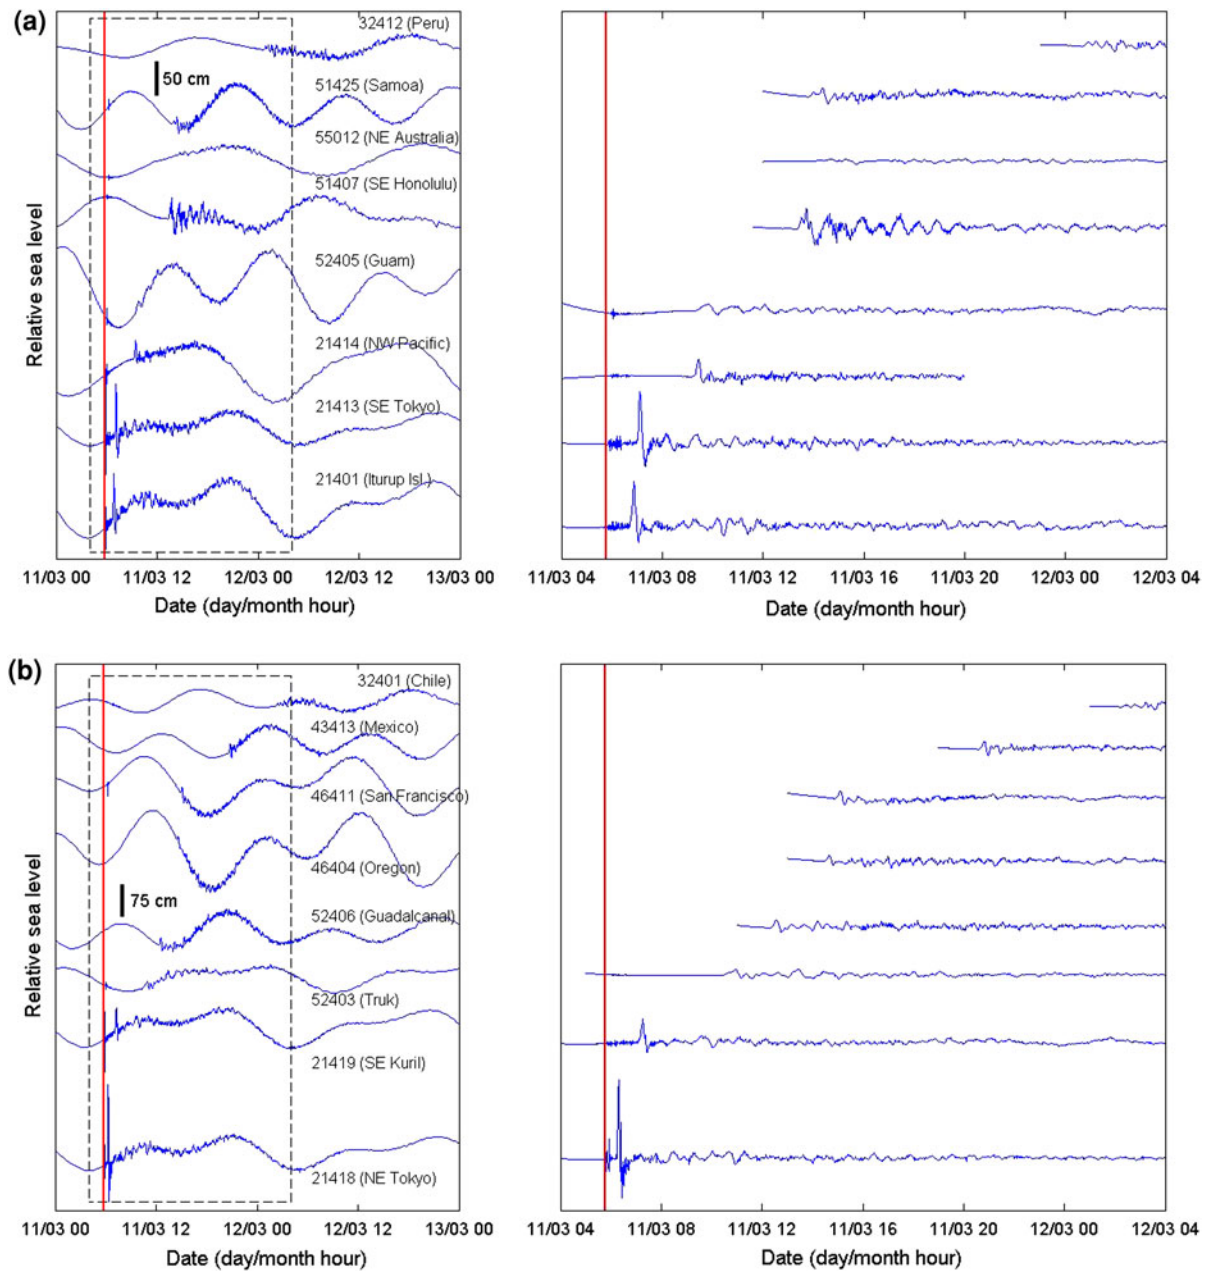 (a)
32412 (Peru)
50 cm
51425 (Samoa)
55012 (NE Australia)
51407 (SE Honolulu)
52405 (Guam)
21414 (NW Pacific)
21413 (SE Tokyo)
21401 (Iturup Isl.)
Relative sea level
11/03 00 11/03 12 12/03 00 12/03 12 13/03 00
Date (day/month hour)
11/03 04 11/03 08 11/03 12 11/03 16 11/03 20 12/03 00 12/03 04
Date (day/month hour)
(b)
32401 (Chile)
43413 (Mexico)
46411 (San Francisco)
46404 (Oregon)
75 cm
52406 (Guadalcanal)
52403 (Truk)
21419 (SE Kuril)
21418 (NE Tokyo)
Relative sea level
11/03 00 11/03 12 12/03 00 12/03 12 13/03 00
Date (day/month hour)
11/03 04 11/03 08 11/03 12 11/03 16 11/03 20 12/03 00 12/03 04
Date (day/month hour)